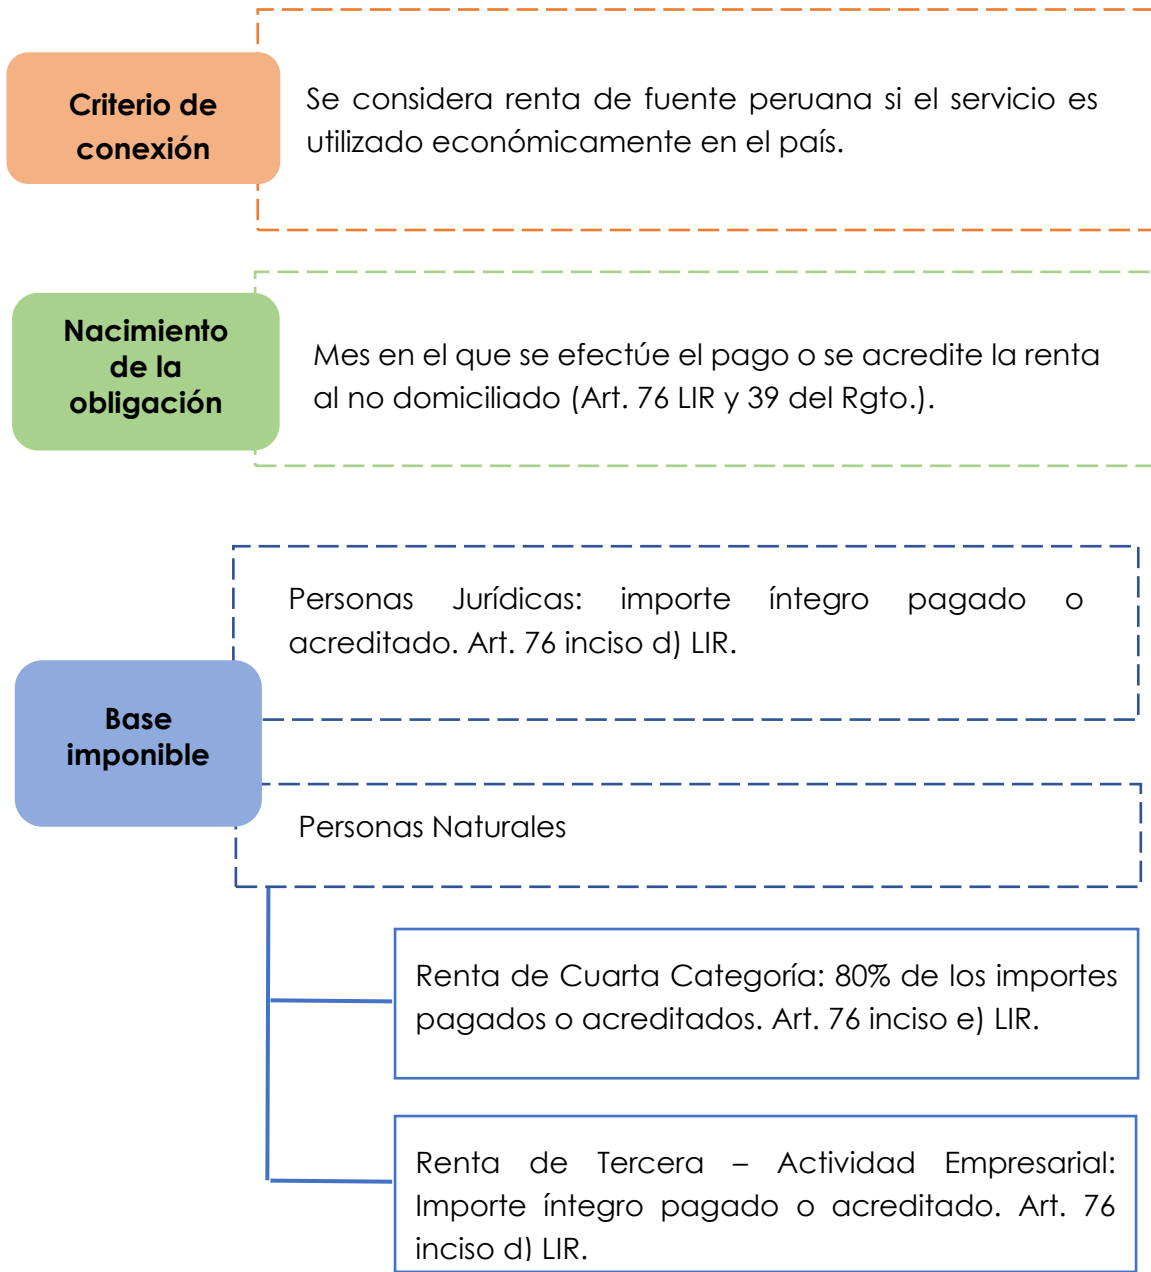 Criterio de
conexión
Se considera renta de fuente peruana si el servicio es
utilizado económicamente en el país.
Nacimiento
de la
obligación
Mes en el que se efectúe el pago o se acredite la renta
al no domiciliado (Art. 76 LIR y 39 del Rgto.).
Base
imponible
Personas Jurídicas: importe íntegro pagado o
acreditado. Art. 76 inciso d) LIR.
Personas Naturales
Renta de Cuarta Categoría: 80% de los importes
pagados o acreditados. Art. 76 inciso e) LIR.
Renta de Tercera – Actividad Empresarial:
Importe íntegro pagado o acreditado. Art. 76
inciso d) LIR.